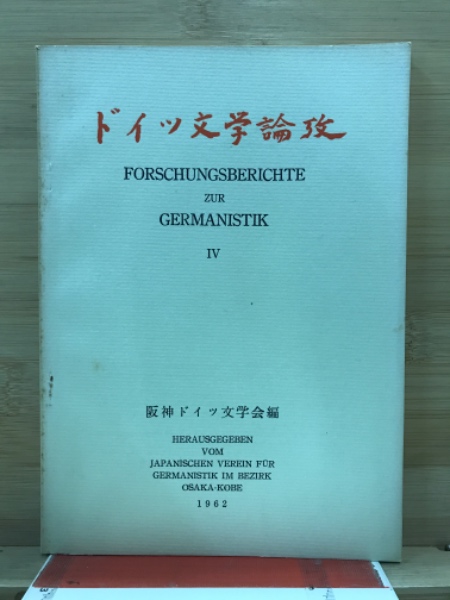 ドイツ文学論攷
FORSCHUNGSBERICHTE
ZUR
GERMANISTIK
IV
阪神ドイツ文学会編
HERAUSGEGEBEN
VOM
JAPANISCHEN VEREIN FÜR
GERMANISTIK IM BEZIRK
OSAKA-KOBE
1962